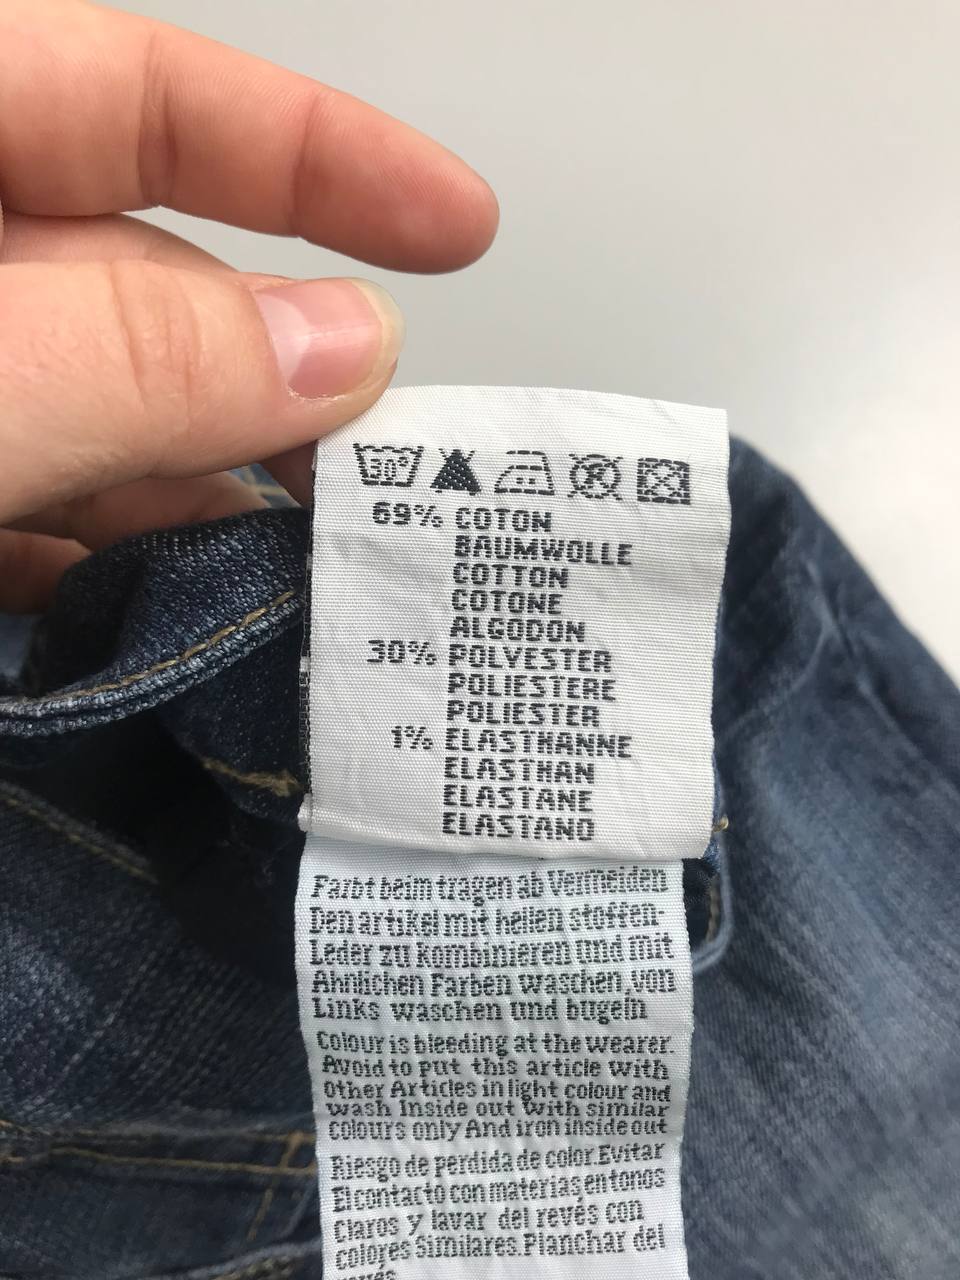 30°
69% COTON
BAUMWOLLE
COTTON
COTONE
ALGODON
30% POLYESTER
POLIESTERE
POLIESTER
1% ELASTHANNE
ELASTHAN
ELASTANE
ELASTANO
Farbt beim tragen ab Vermeiden
Den artikel mit hellen stoffen-
Leder zu kombinieren und mit
Ähnlichen Farben waschen, von
Links waschen und bügeln
Colour is bleeding at the wearer.
Avoid to put this article with
other Articles in light colour and
wash Inside out with similar
colours only And iron inside out
Riesgo de perdida de color.Evitar
El contacto con materias en tonos
Claros y lavar del revés con
colores Similares.Planchar del